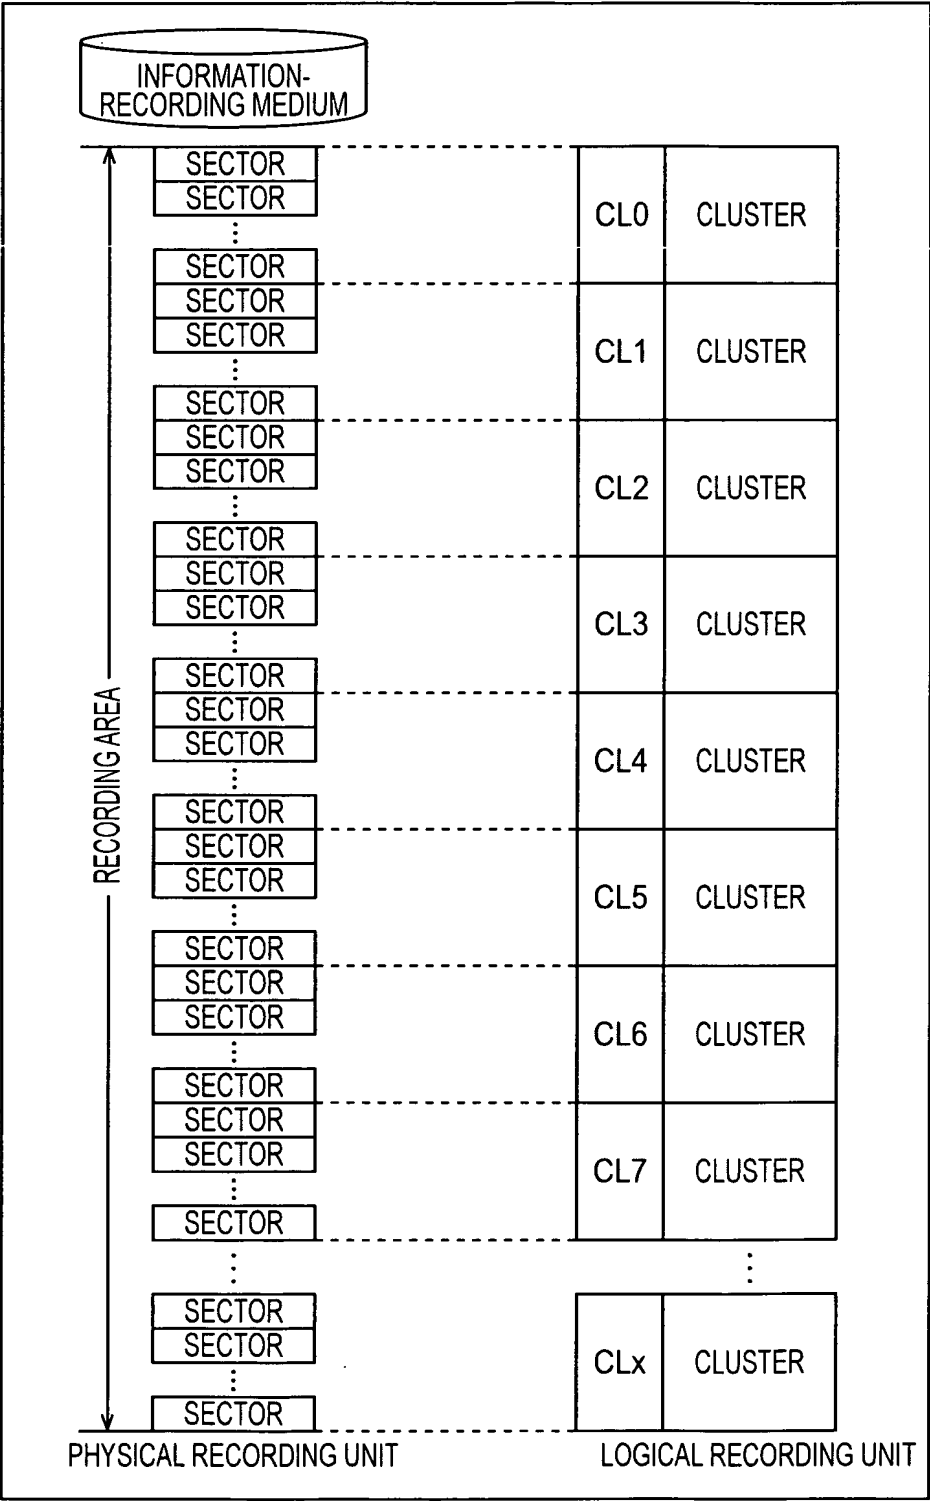 INFORMATION-
RECORDING MEDIUM
SECTOR
SECTOR
CL0 CLUSTER
SECTOR
SECTOR
SECTOR
CL1 CLUSTER
SECTOR
SECTOR
SECTOR
CL2 CLUSTER
SECTOR
SECTOR
SECTOR
CL3 CLUSTER
SECTOR
SECTOR
SECTOR
CL4 CLUSTER
SECTOR
SECTOR
SECTOR
CL5 CLUSTER
SECTOR
SECTOR
SECTOR
CL6 CLUSTER
SECTOR
SECTOR
SECTOR
CL7 CLUSTER
SECTOR
SECTOR
SECTOR
CLx CLUSTER
SECTOR
RECORDING AREA
PHYSICAL RECORDING UNIT
LOGICAL RECORDING UNIT